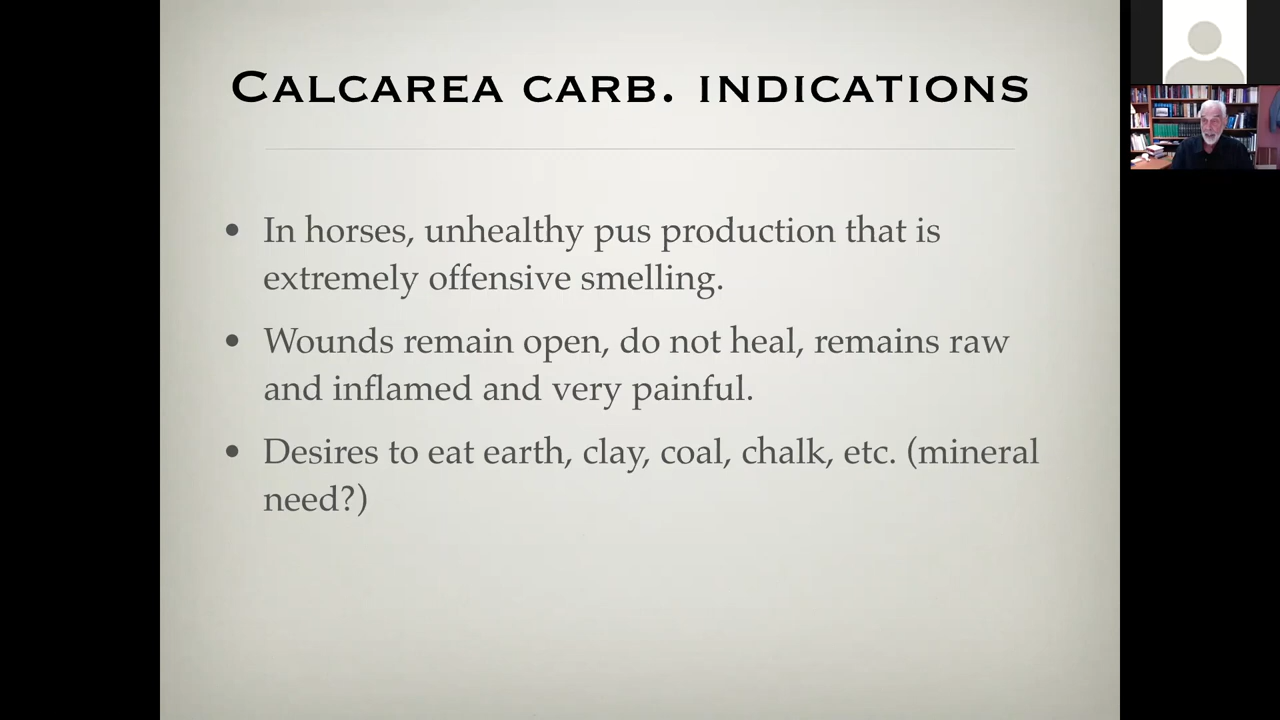 CALCAREA CARB. INDICATIONS
• In horses, unhealthy pus production that is
extremely offensive smelling.
• Wounds remain open, do not heal, remains raw
and inflamed and very painful.
• Desires to eat earth, clay, coal, chalk, etc. (mineral
need?)